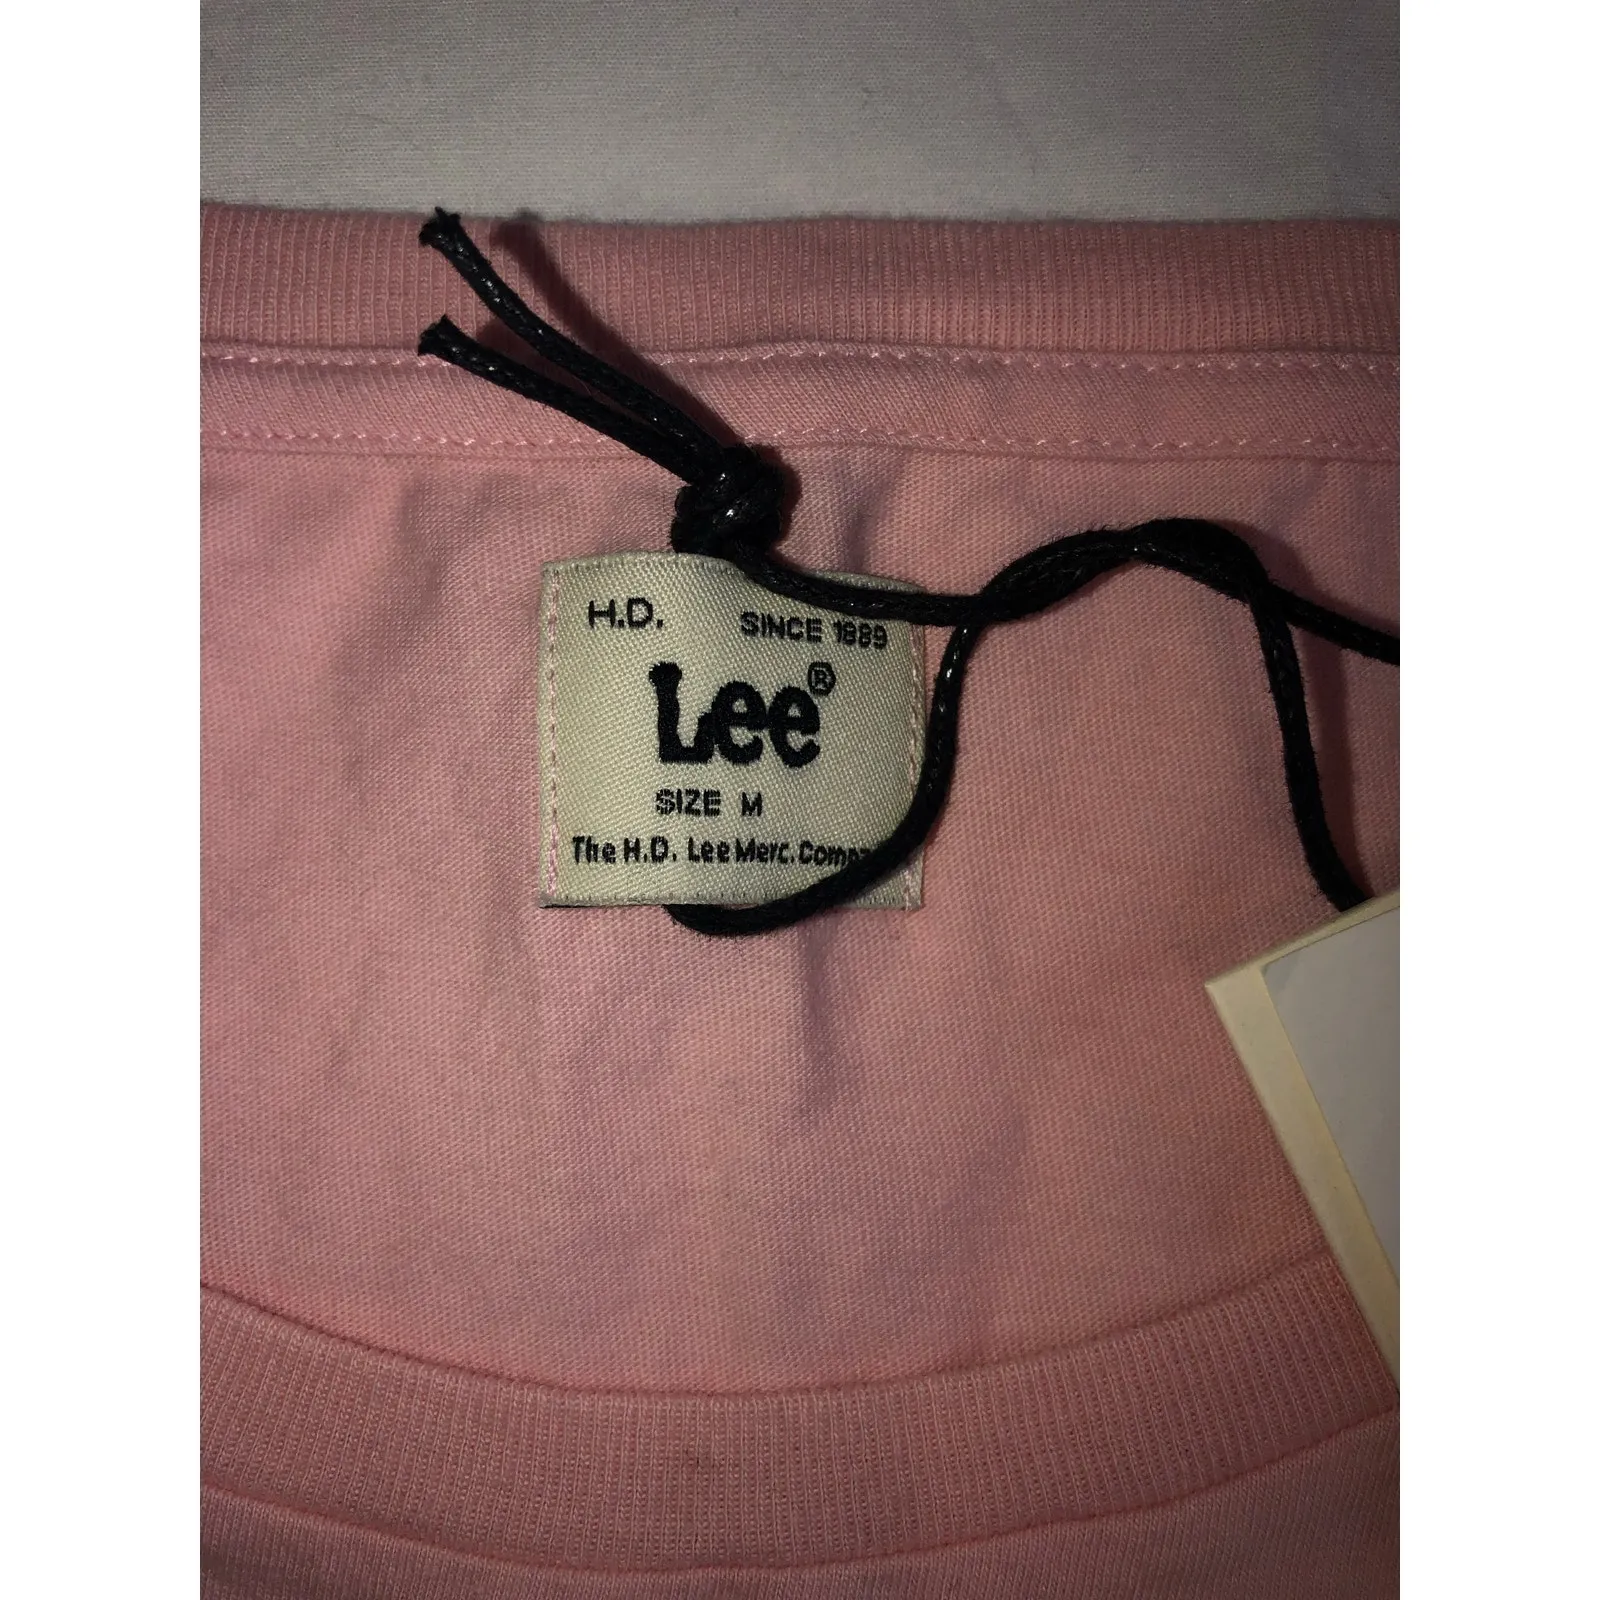 H.D. SINCE 1889
Lee®
SIZE M
The H.D. Lee Merc.